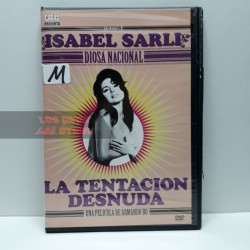 ISABEL SARLI
DIOSA NACIONAL
M
LA TENTACION
DESNUDA
UNA PELICULA DE ARMANDO BO
DVD